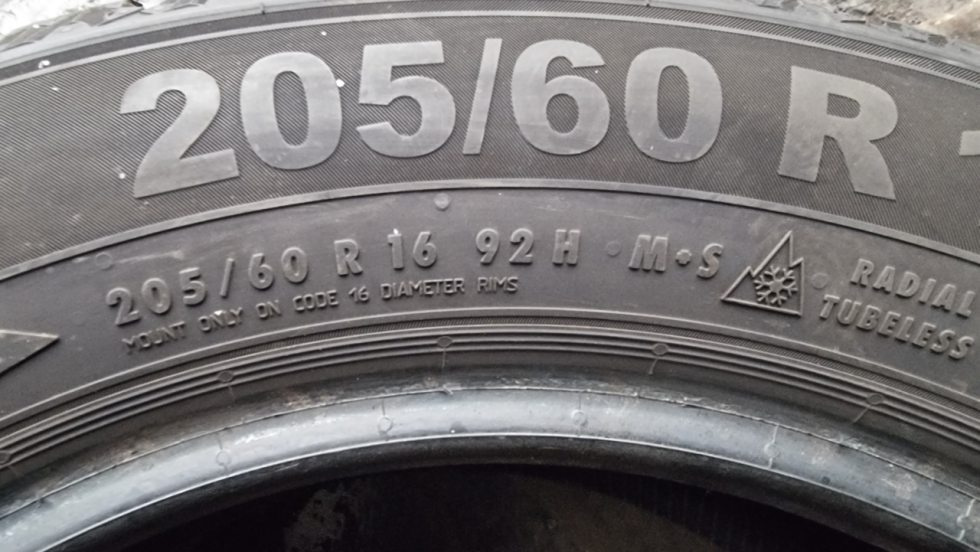 205/60 R
205/60 R 16 92 H M+S
MOUNT ONLY ON CODE 16 DIAMETER RIMS
RADIAL
TUBELESS